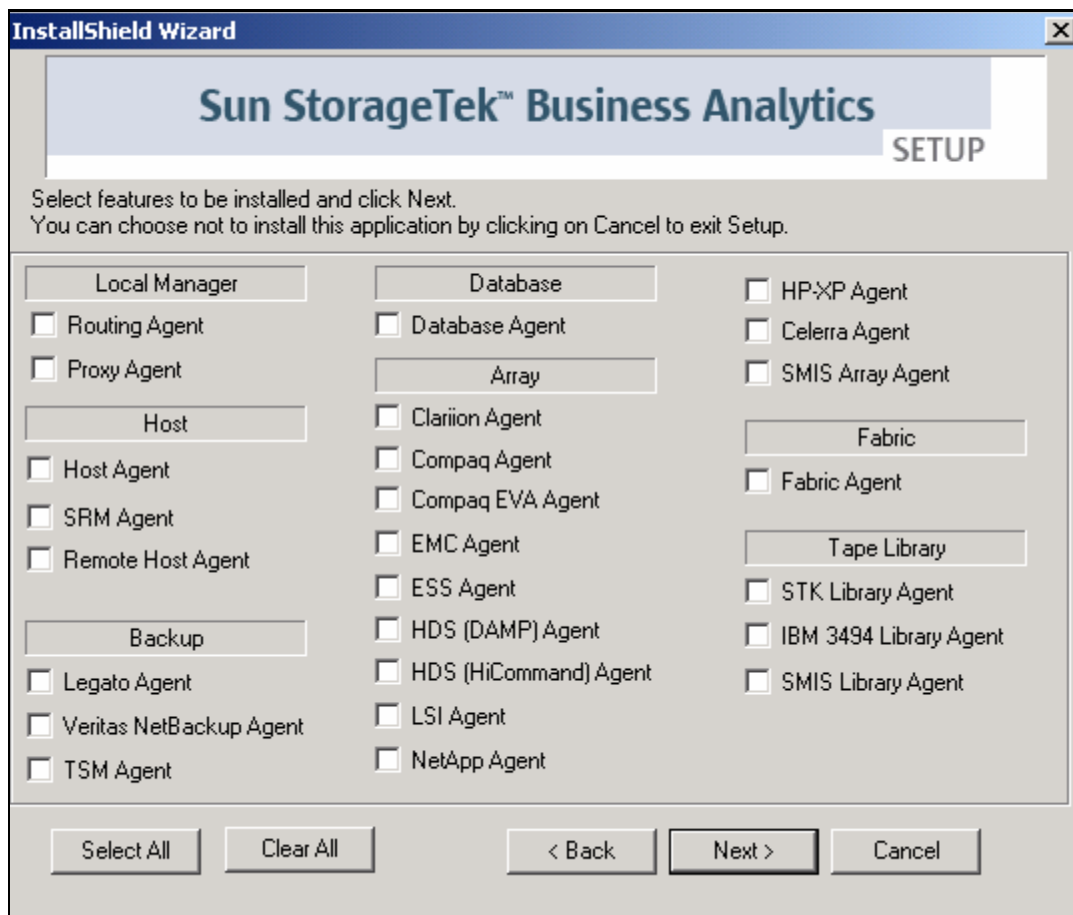 InstallShield Wizard
Sun StorageTek™ Business Analytics
SETUP
Select features to be installed and click Next.
You can choose not to install this application by clicking on Cancel to exit Setup.
Local Manager
Routing Agent
Proxy Agent
Host
Host Agent
SRM Agent
Remote Host Agent
Backup
Legato Agent
Veritas NetBackup Agent
TSM Agent
Database
Database Agent
Array
Clariion Agent
Compaq Agent
Compaq EVA Agent
EMC Agent
ESS Agent
HDS (DAMP) Agent
HDS (HiCommand) Agent
LSI Agent
NetApp Agent
HP-XP Agent
Celerra Agent
SMIS Array Agent
Fabric
Fabric Agent
Tape Library
STK Library Agent
IBM 3494 Library Agent
SMIS Library Agent
Select All
Clear All
< Back
Next >
Cancel